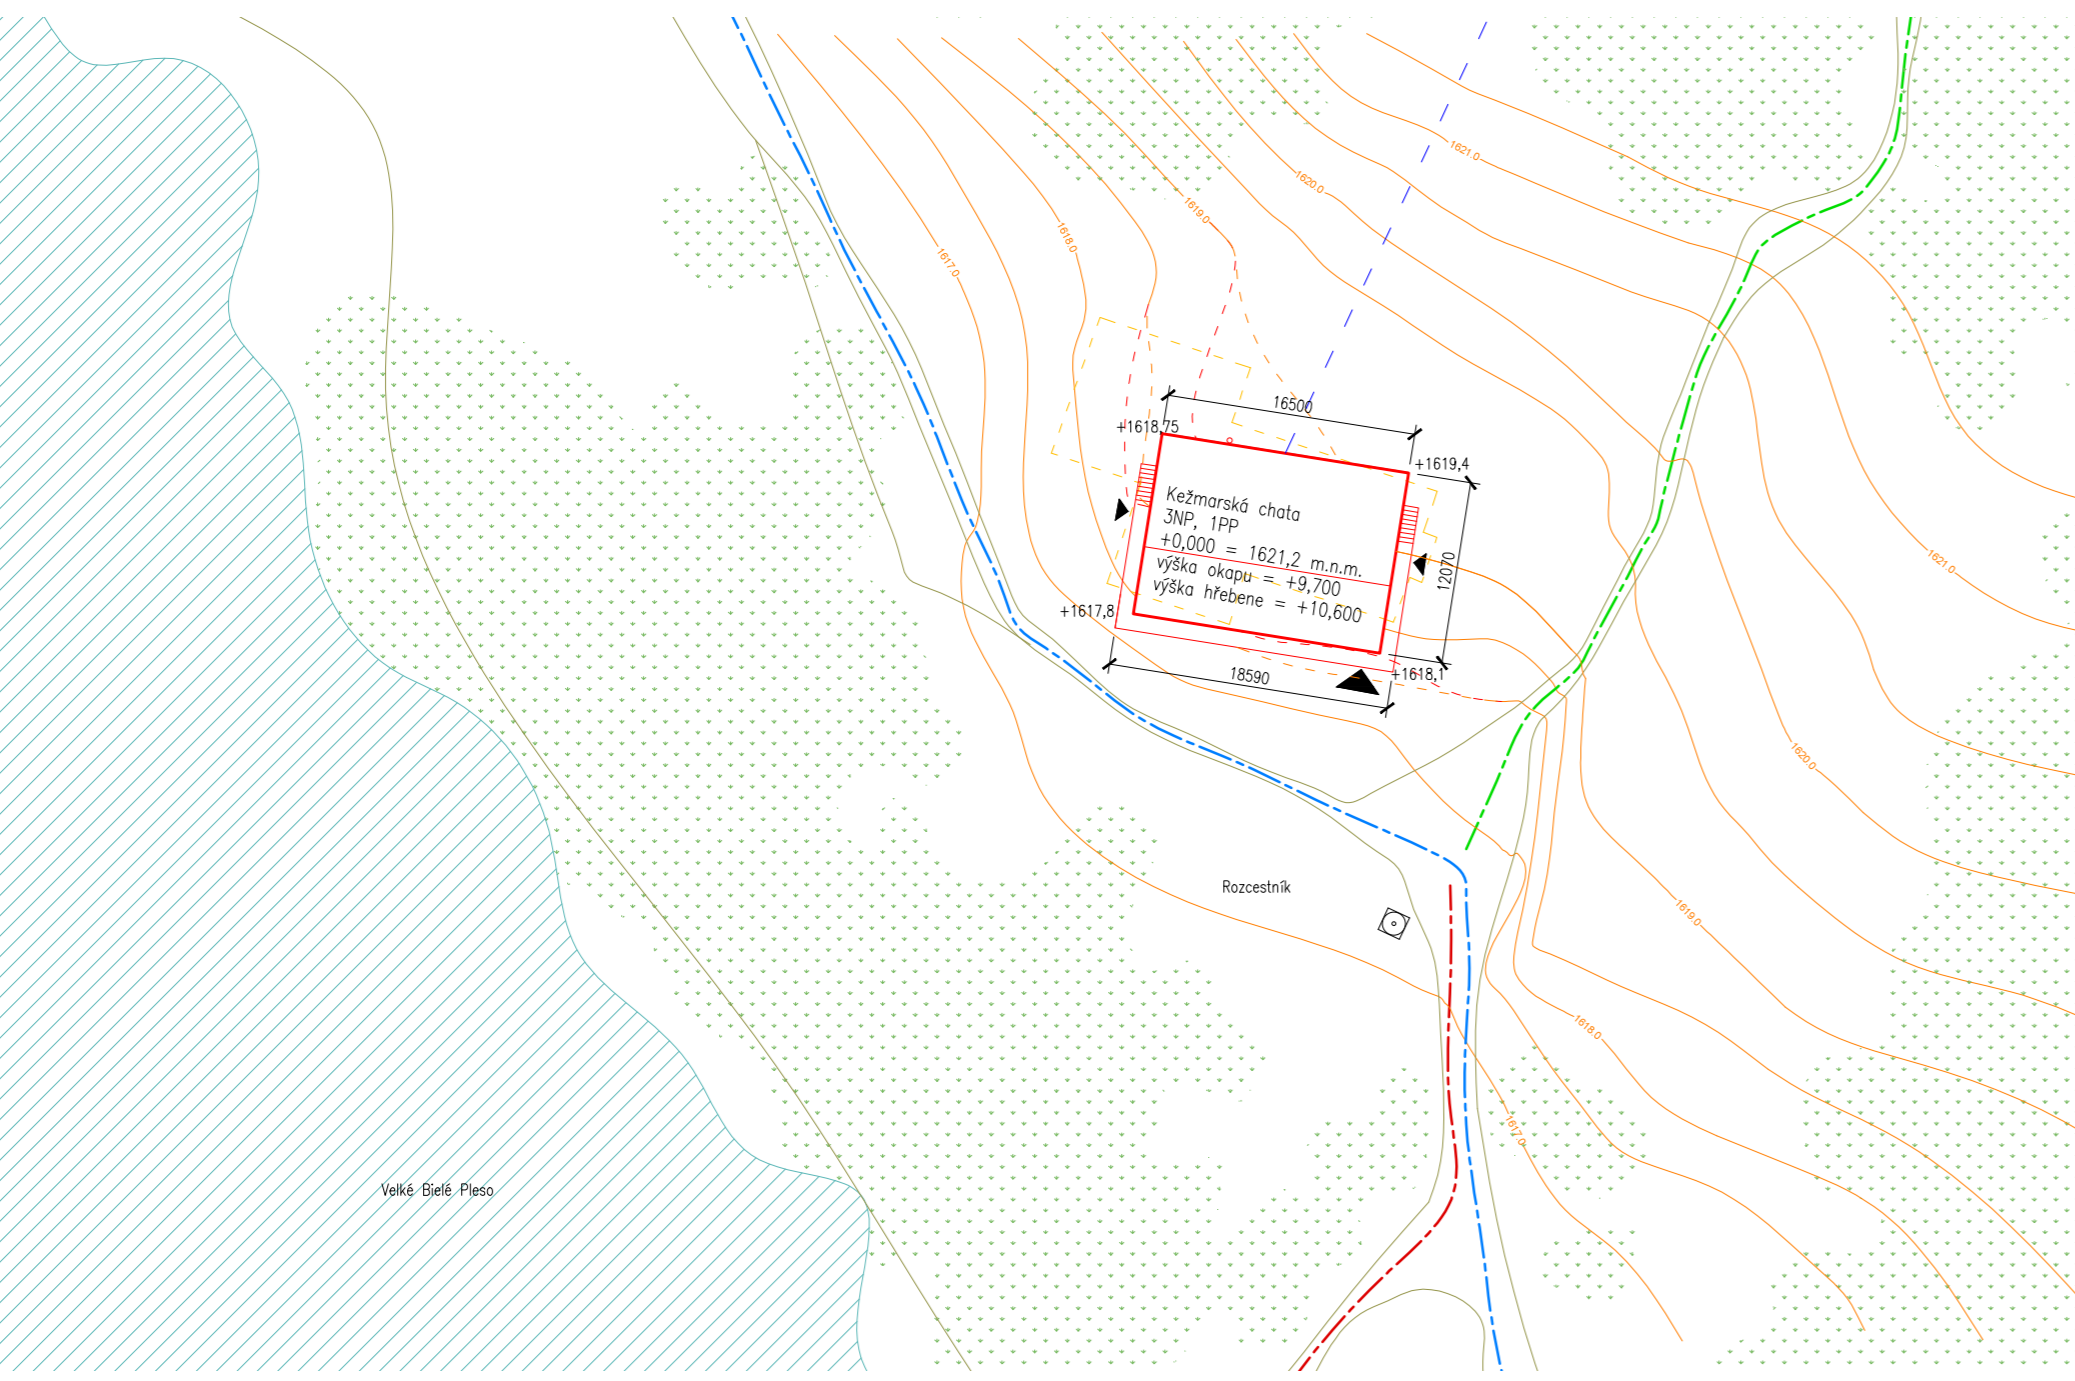 1621.0
1620.0
1619.0
1618.0
1617.0
16500
+1618,75
+1619,4
Kežmarská chata
3NP, 1PP
+0,000 = 1621,2 m.n.m.
výška okapu = +9,700
výška hřebene = +10,600
12070
1621.0
+1617,8
+1618,1
18590
1620.0
Rozcestník
1619.0
1618.0
1617.0
Velké Bielé Pleso